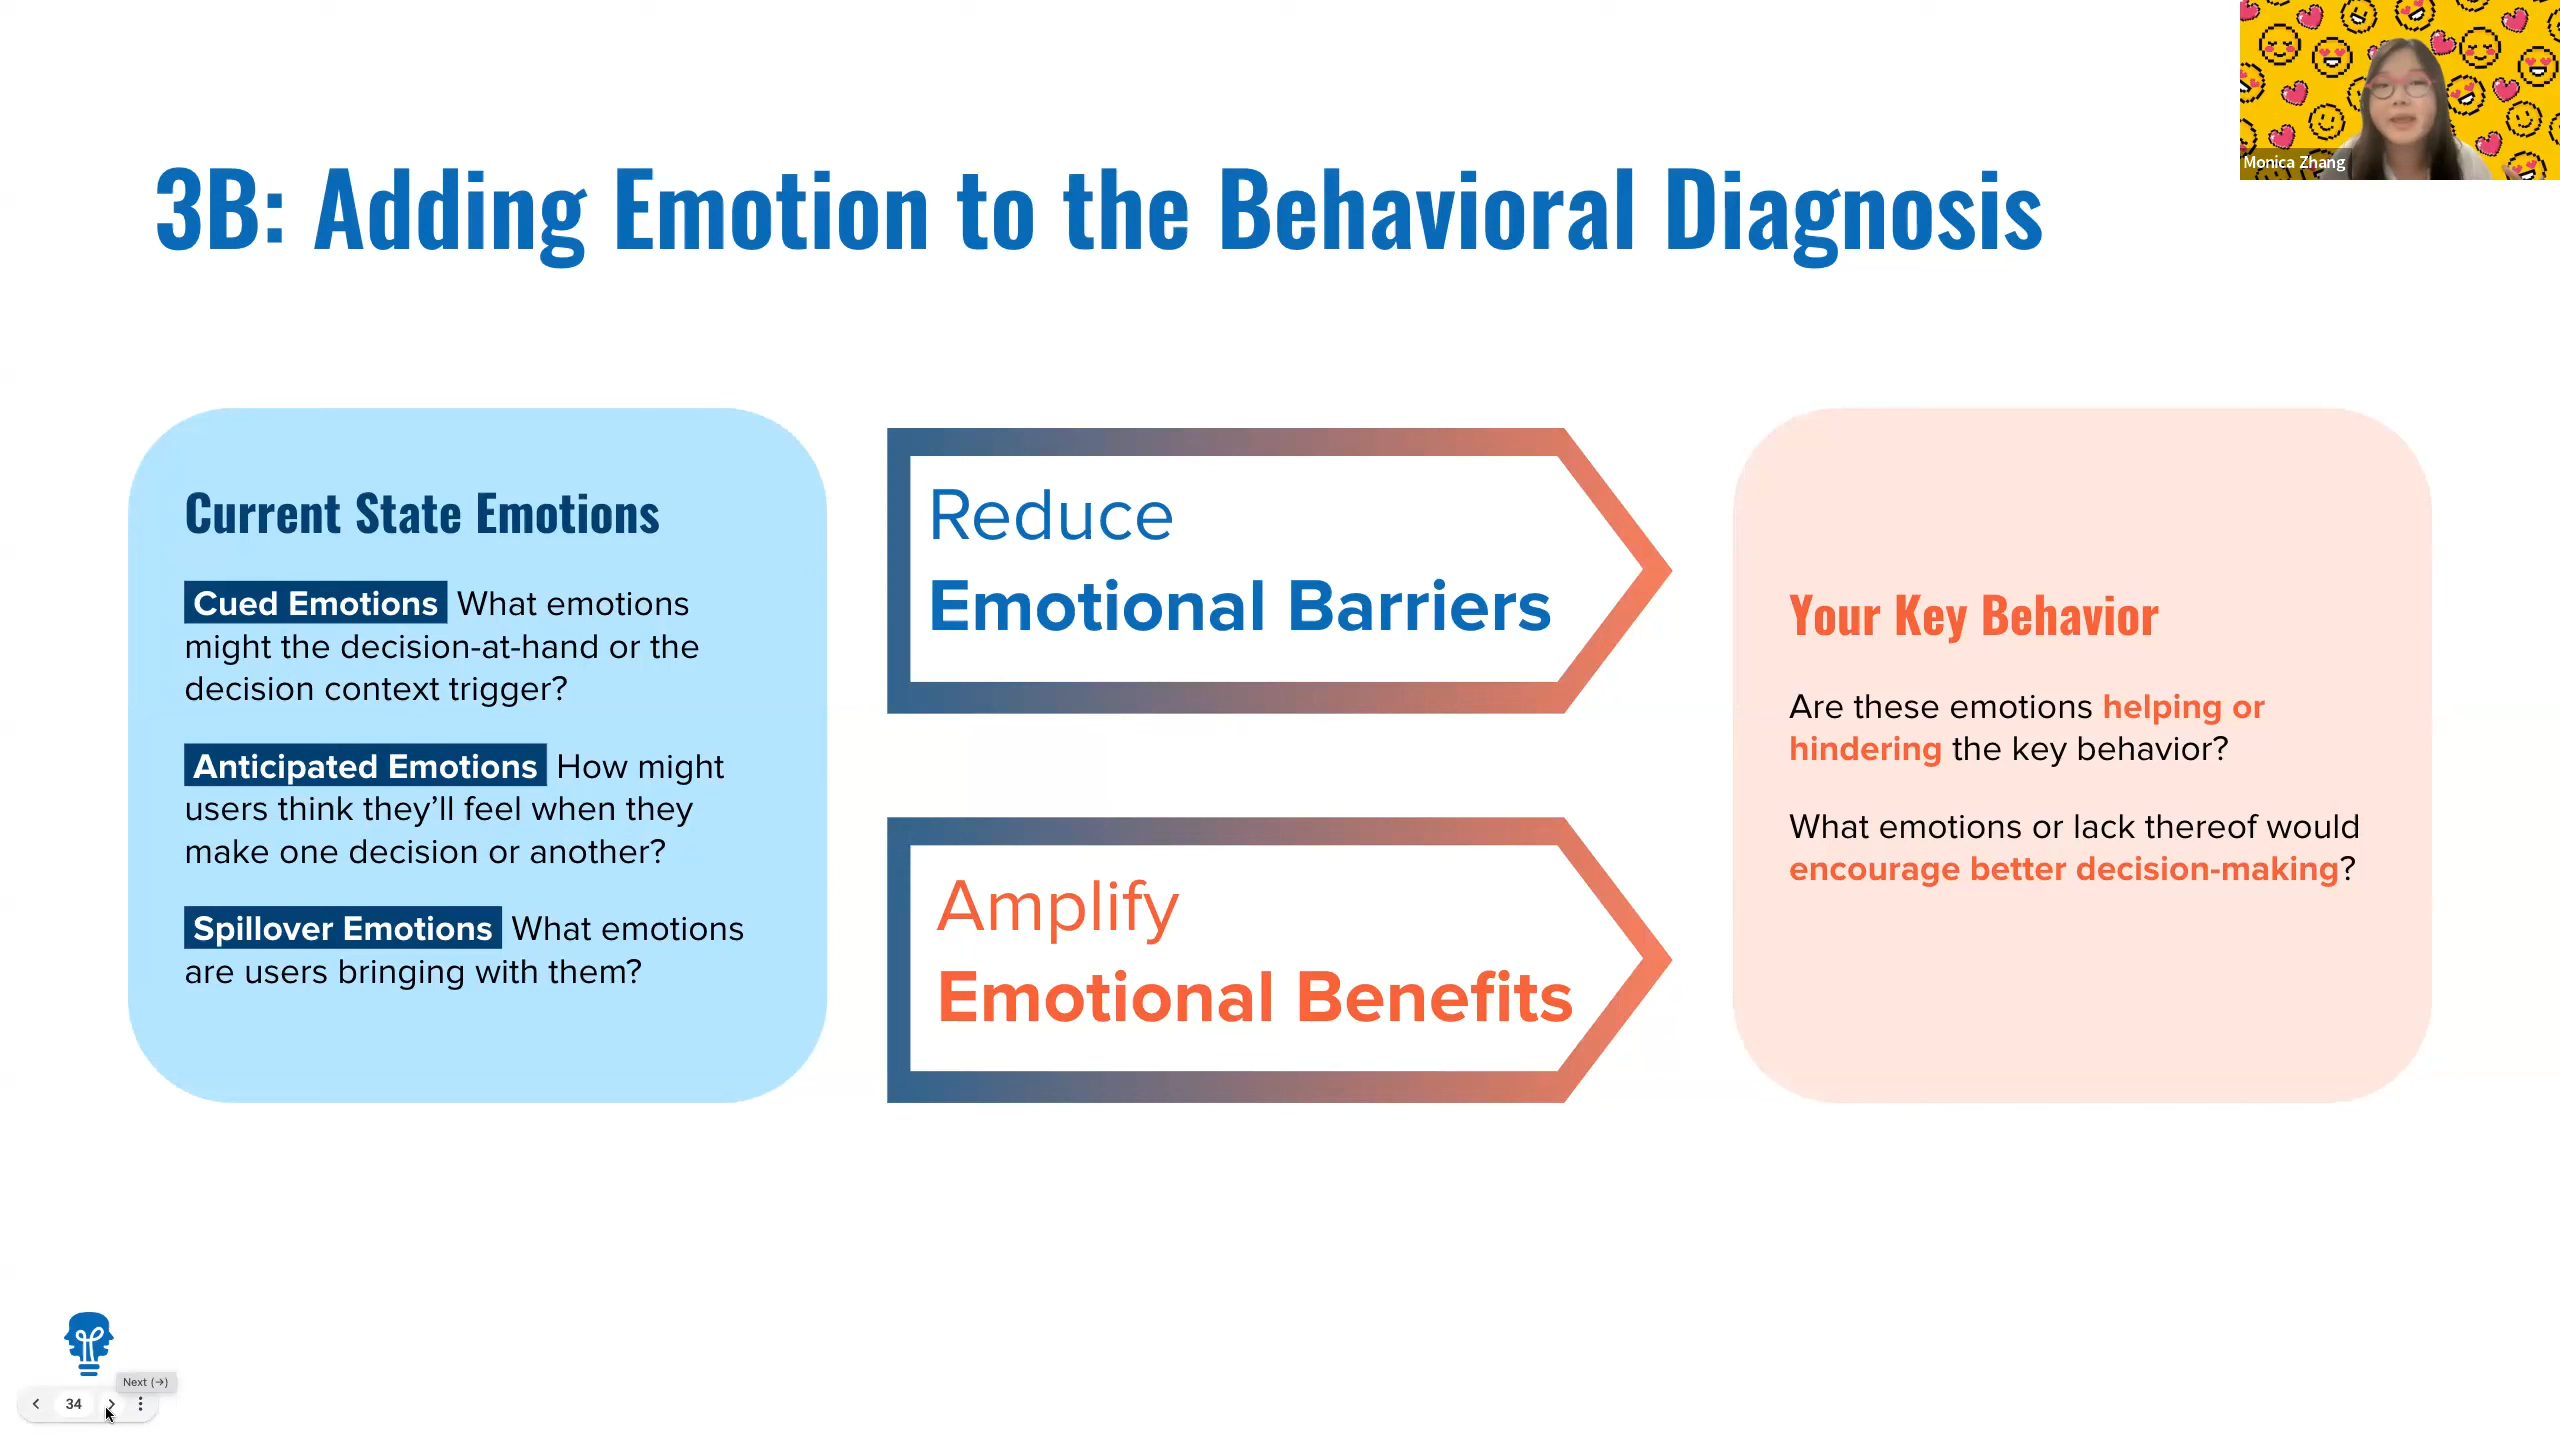 Monica Zhang
3B: Adding Emotion to the Behavioral Diagnosis
Current State Emotions
Cued Emotions What emotions
might the decision-at-hand or the
decision context trigger?
Anticipated Emotions How might
users think they’ll feel when they
make one decision or another?
Spillover Emotions What emotions
are users bringing with them?
Reduce
Emotional Barriers
Amplify
Emotional Benefits
Your Key Behavior
Are these emotions helping or
hindering the key behavior?
What emotions or lack thereof would
encourage better decision-making?
Next (→)
34